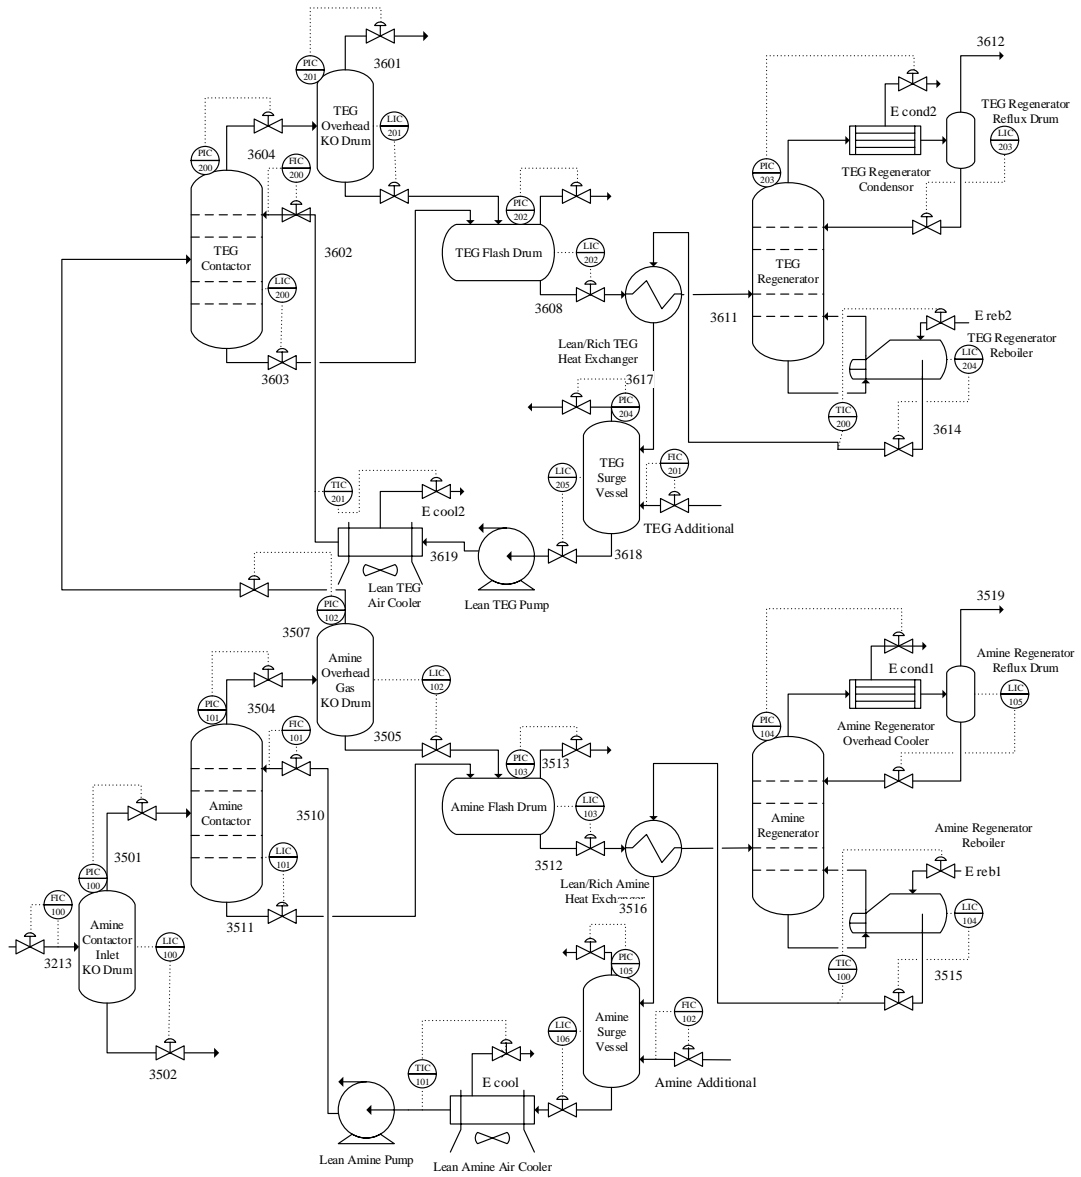 PIC
201
3601
TEG
Overhead
KO Drum
LIC
201
PIC
200
3604
FIC
200
TEG
Contactor
3602
LIC
200
3603
PIC
202
TEG Flash Drum
LIC
202
3608
Lean/Rich TEG
Heat Exchanger
3612
E cond2
TEG Regenerator
Reflux Drum
LIC
203
PIC
203
TEG Regenerator
Condensor
TEG
Regenerator
3611
E reb2
TEG Regenerator
Reboiler
LIC
204
TIC
200
3614
3617
PIC
204
TEG
Surge
Vessel
LIC
205
FIC
201
TEG Additional
3618
TIC
201
E cool2
3619
Lean TEG
Air Cooler
Lean TEG Pump
PIC
102
3507
Amine
Overhead
Gas
KO Drum
LIC
102
PIC
101
3504
3505
FIC
101
3510
Amine
Contactor
LIC
101
3511
PIC
103
3513
Amine Flash Drum
LIC
103
3512
Lean/Rich Amine
Heat Exchanger
3516
3519
E cond1
Amine Regenerator
Reflux Drum
LIC
105
PIC
104
Amine Regenerator
Overhead Cooler
Amine
Regenerator
Amine Regenerator
Reboiler
E reb1
LIC
104
TIC
100
3515
3501
PIC
100
FIC
100
Amine
Contactor
Inlet
KO Drum
LIC
100
3213
3502
PIC
105
Amine
Surge
Vessel
LIC
106
FIC
102
Amine Additional
TIC
101
E cool
Lean Amine Pump
Lean Amine Air Cooler